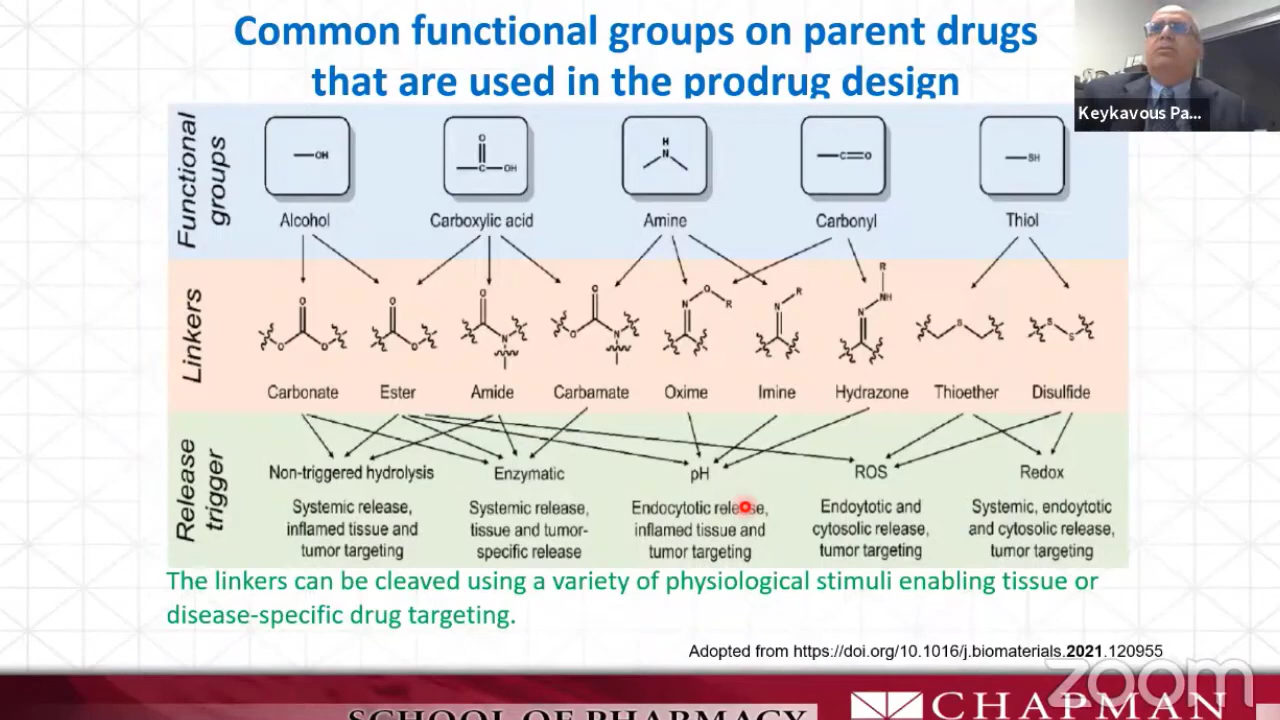 Common functional groups on parent drugs
that are used in the prodrug design
Keykavous Pa...
Functional
groups
OH
O
C OH
H
N
C O
SH
Alcohol Carboxylic acid Amine Carbonyl Thiol
Linkers
O
O O
O
O
O
N
O
O N
N O R
N R
R
NH
N
S
S S
Carbonate Ester Amide Carbamate Oxime Imine Hydrazone Thioether Disulfide
Release
trigger
Non-triggered hydrolysis Enzymatic pH ROS Redox
Systemic release,
inflamed tissue and
tumor targeting
Systemic release,
tissue and tumor-
specific release
Endocytotic release,
inflamed tissue and
tumor targeting
Endoytotic and
cytosolic release,
tumor targeting
Systemic, endoytotic
and cytosolic release,
tumor targeting
The linkers can be cleaved using a variety of physiological stimuli enabling tissue or
disease-specific drug targeting.
Adopted from https://doi.org/10.1016/j.biomaterials.2021.120955
zoom
CHAPMAN
SCHOOL OF PHARMACY